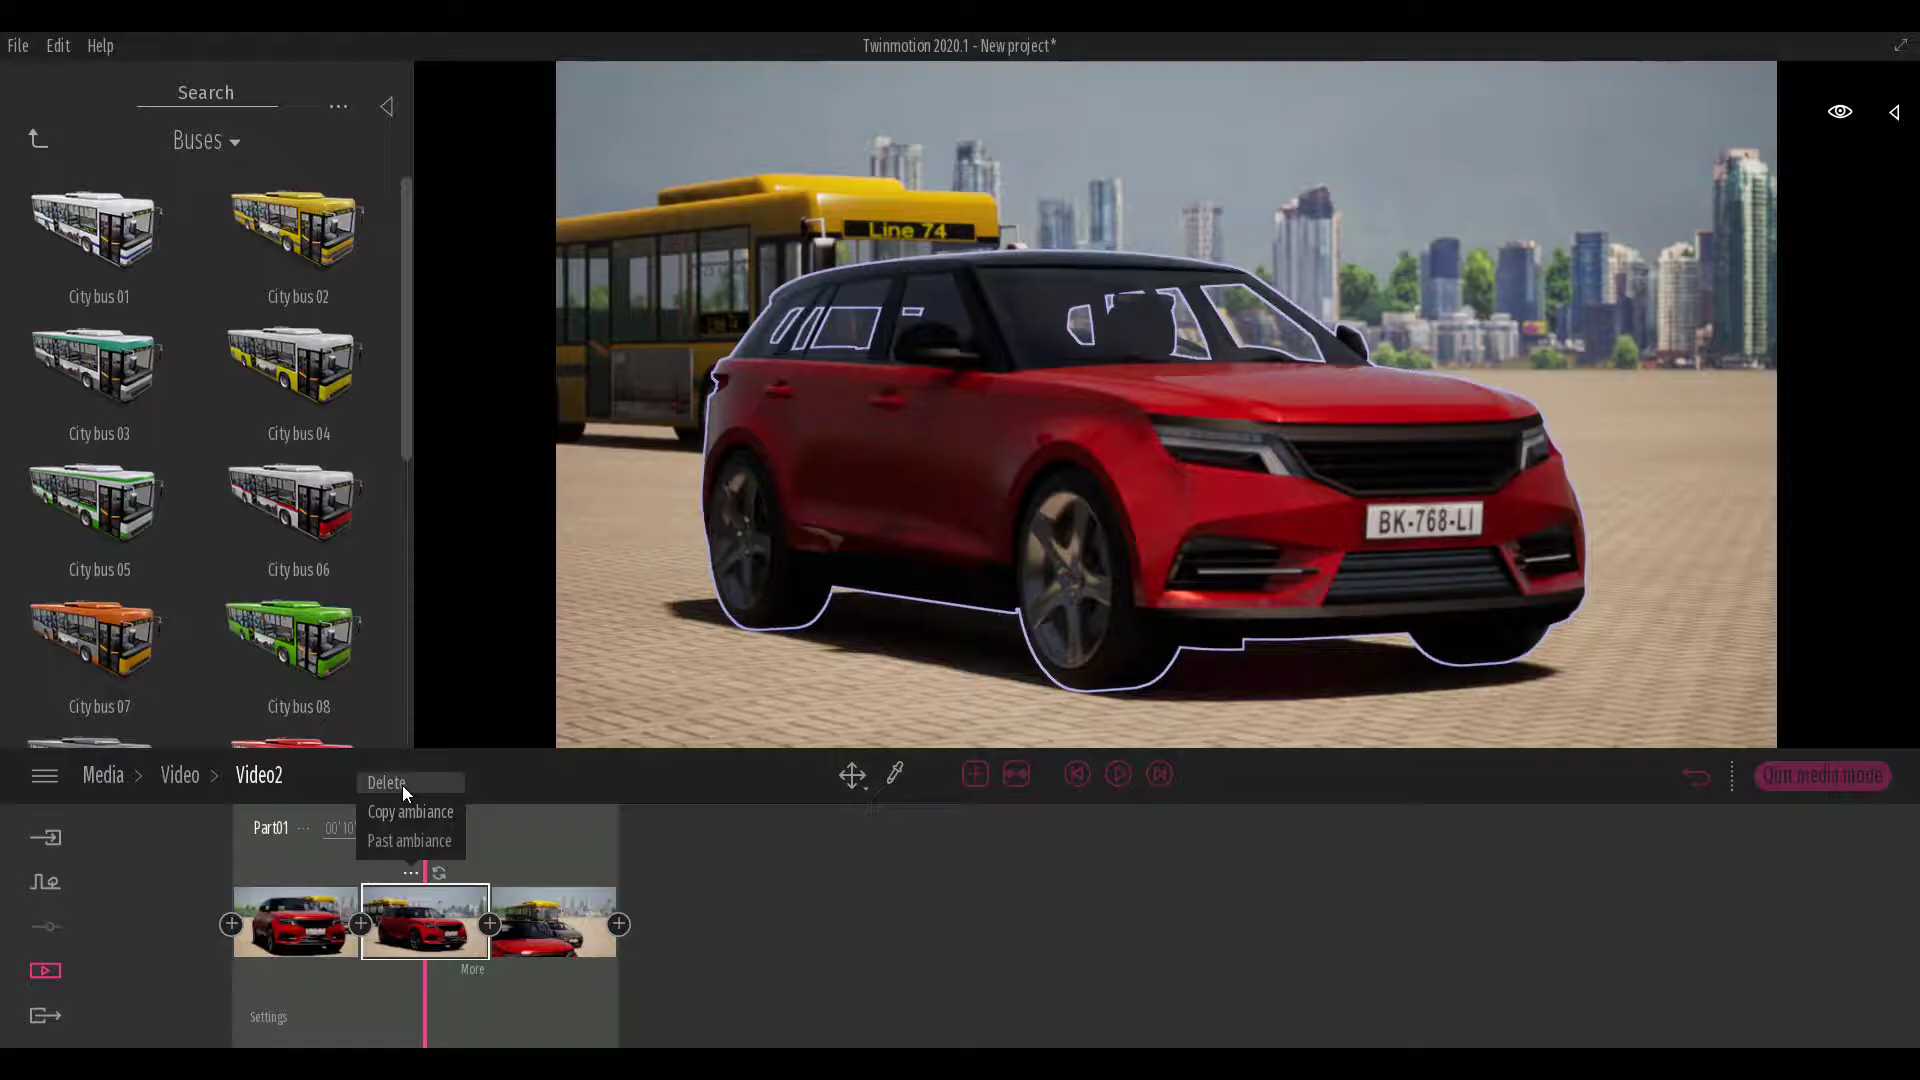 File Edit Help
Twinmotion 2020.1 - New project*
Search
Buses
City bus 01
City bus 02
City bus 03
City bus 04
City bus 05
City bus 06
City bus 07
City bus 08
Line 74
BK-768-LI
Media > Video > Video2
Quit media mode
Delete
Copy ambiance
Past ambiance
Part01 ... 00'10'
More
Settings